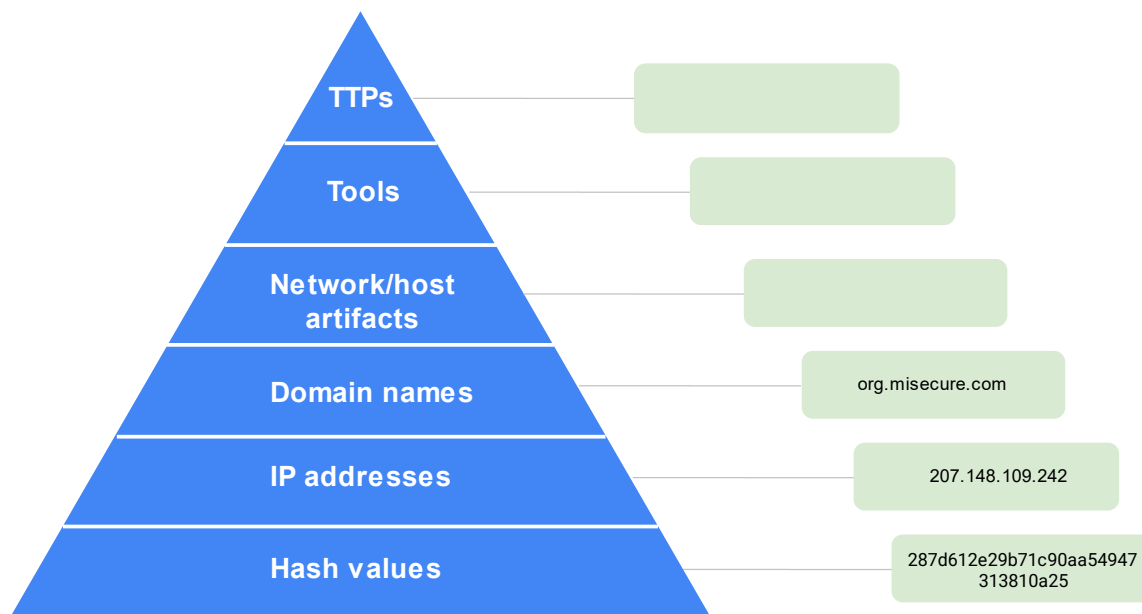 TTPs
Tools
Network/host
artifacts
Domain names
org.misecure.com
IP addresses
207.148.109.242
Hash values
287d612e29b71c90aa54947
313810a25